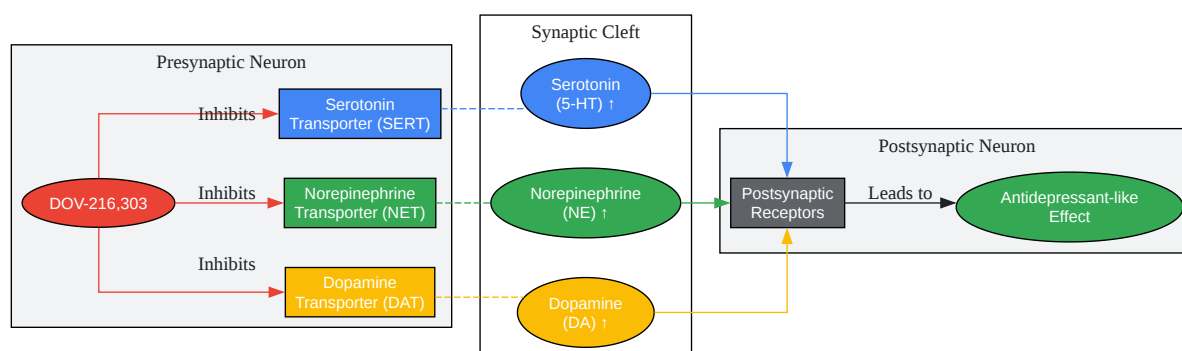 Synaptic Cleft
Presynaptic Neuron
Serotonin
(5-HT) ↑
Inhibits
Serotonin
Transporter (SERT)
Postsynaptic Neuron
DOV-216,303
Inhibits
Norepinephrine
Transporter (NET)
Norepinephrine
(NE) ↑
Postsynaptic
Receptors
Leads to
Antidepressant-like
Effect
Inhibits
Dopamine
Transporter (DAT)
Dopamine
(DA) ↑